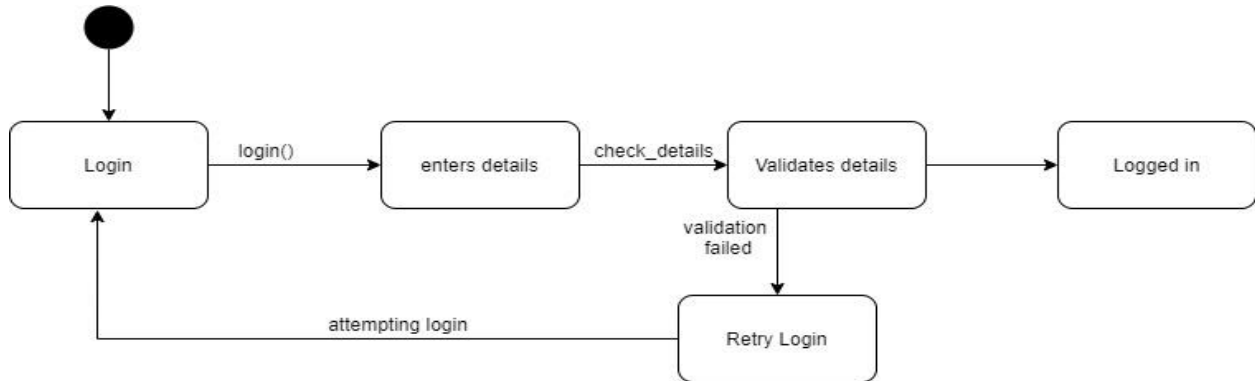 Login
login()
enters details
check_details
Validates details
Logged in
validation
failed
Retry Login
attempting login